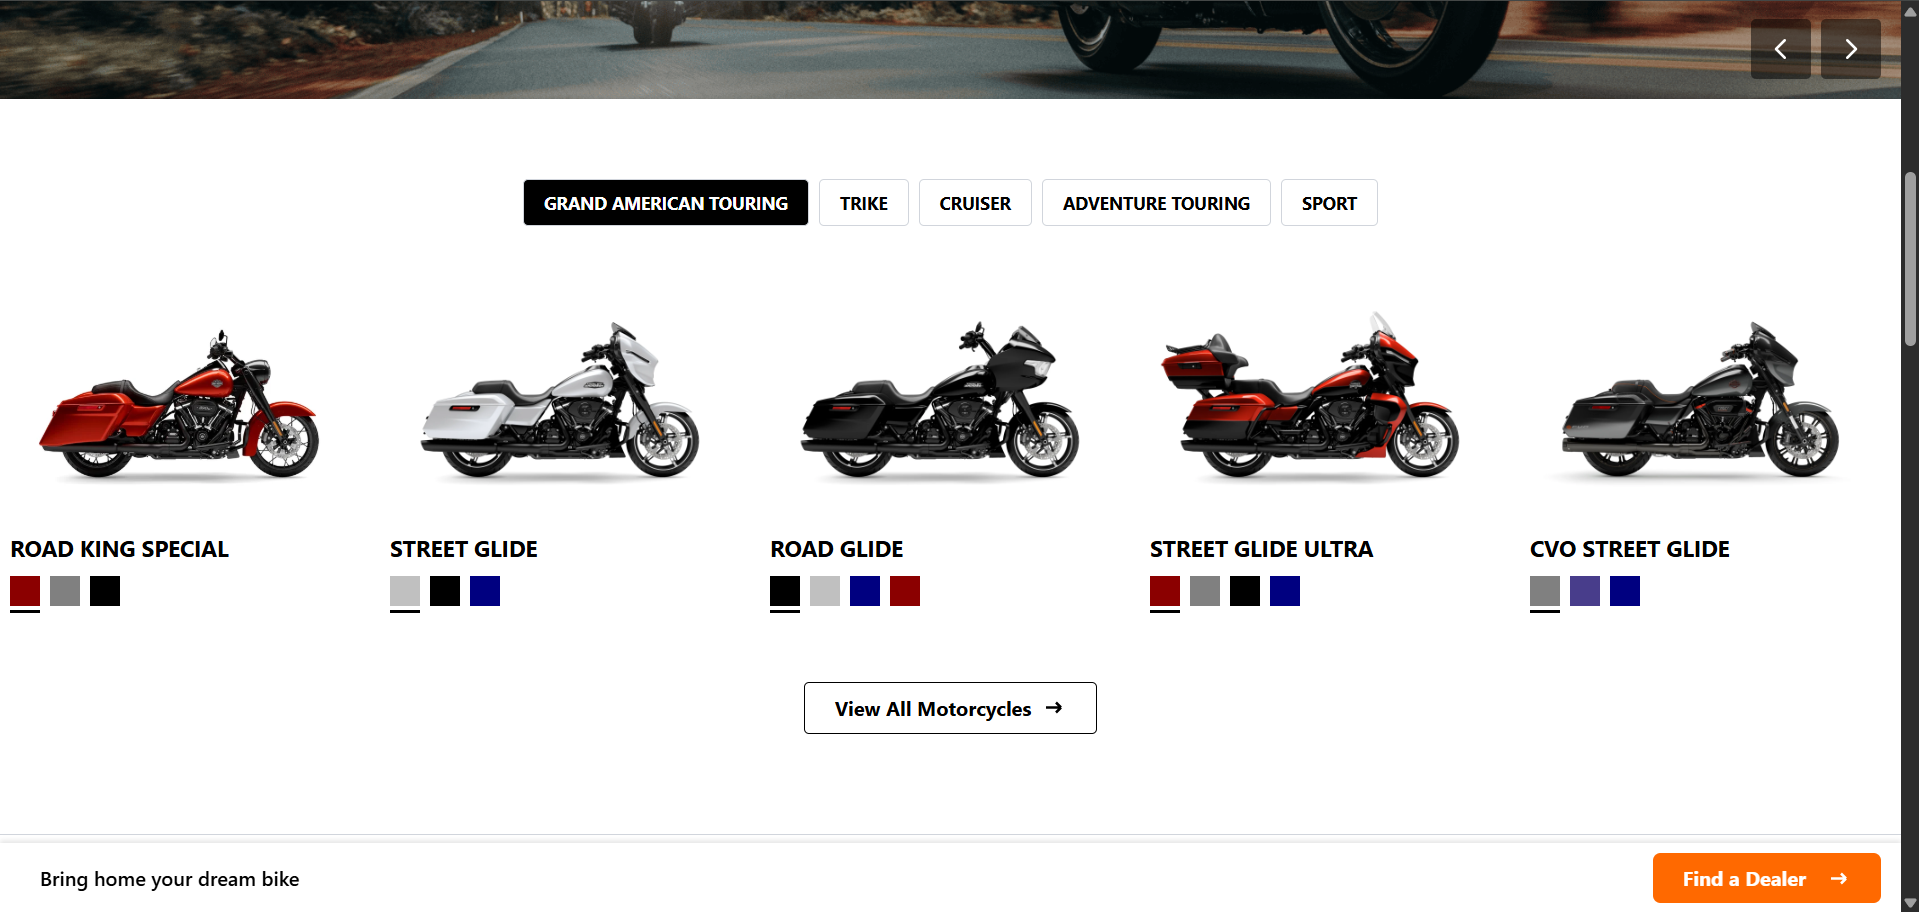 GRAND AMERICAN TOURING
TRIKE
CRUISER
ADVENTURE TOURING
SPORT
ROAD KING SPECIAL
STREET GLIDE
ROAD GLIDE
STREET GLIDE ULTRA
CVO STREET GLIDE
View All Motorcycles →
Bring home your dream bike
Find a Dealer →